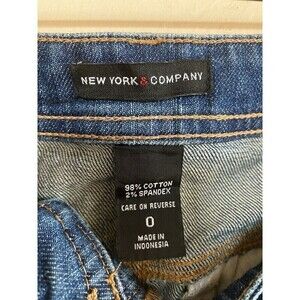 NEW YORK & COMPANY
98% COTTON
2% SPANDEX
CARE ON REVERSE
0
MADE IN
INDONESIA